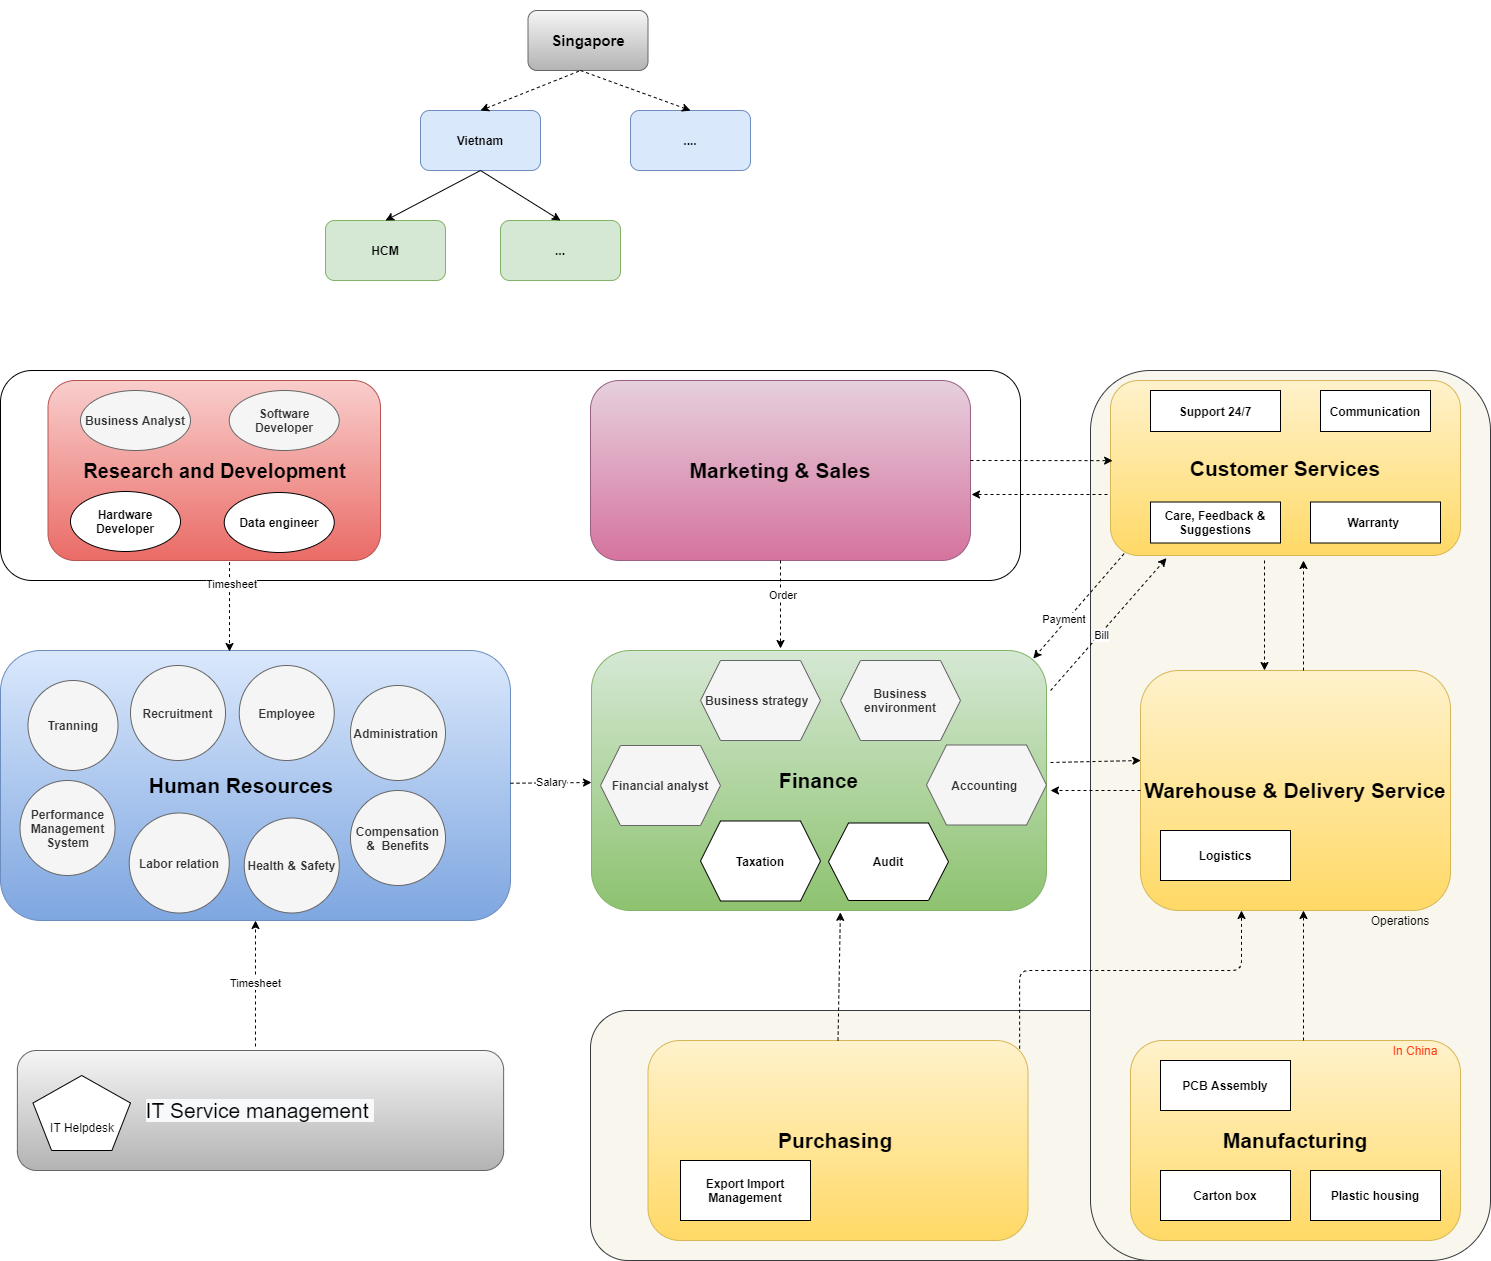 Singapore
Vietnam
....
HCM
...
Business Analyst
Software
Developer
Research and Development
Hardware
Developer
Data engineer
Marketing & Sales
Support 24/7
Communication
Customer Services
Care, Feedback &
Suggestions
Warranty
Timesheet
Order
Payment
Bill
Tranning
Recruitment
Employee
Administration
Human Resources
Performance
Management
System
Labor relation
Health & Safety
Compensation
& Benefits
Salary
Business strategy
Business
environment
Financial analyst
Finance
Accounting
Taxation
Audit
Warehouse & Delivery Service
Logistics
Operations
Timesheet
IT Helpdesk
IT Service management
Purchasing
Export Import
Management
In China
PCB Assembly
Manufacturing
Carton box
Plastic housing